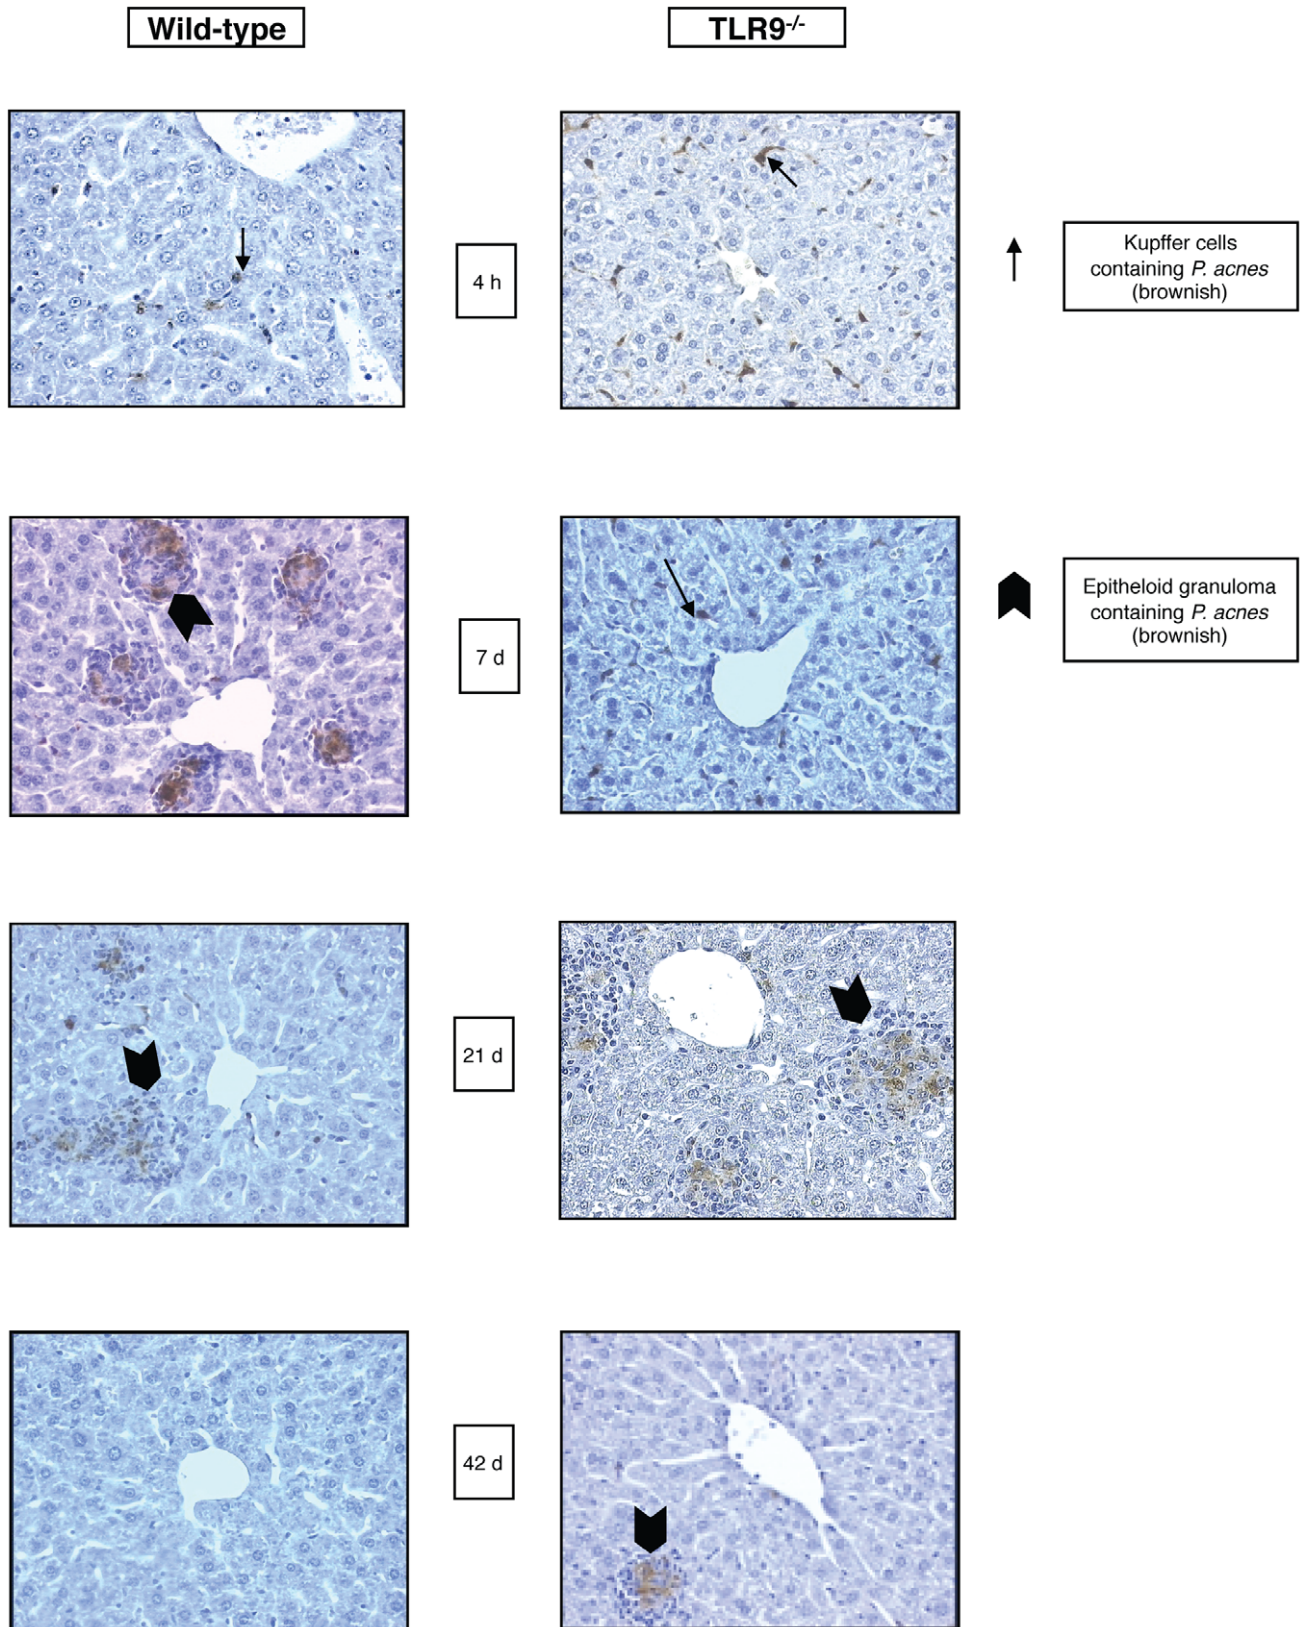 Wild-type
TLR9-/-
4 h
Kupffer cells
containing P. acnes
(brownish)
7 d
Epitheloid granuloma
containing P. acnes
(brownish)
21 d
42 d